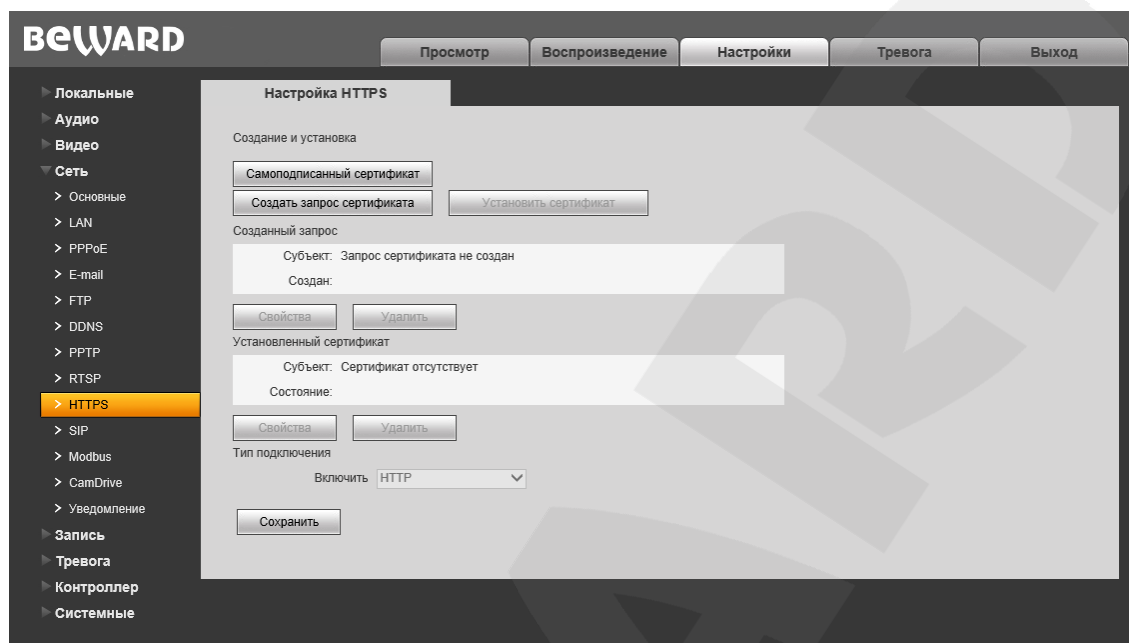 BEWARD
Просмотр
Воспроизведение
Настройки
Тревога
Выход
Локальные
Аудио
Видео
Сеть
Основные
LAN
PPPoE
E-mail
FTP
DDNS
PPTP
RTSP
HTTPS
SIP
Modbus
CamDrive
Уведомление
Запись
Тревога
Контроллер
Системные
Настройка HTTPS
Создание и установка
Самоподписанный сертификат
Создать запрос сертификата
Установить сертификат
Созданный запрос
Субъект: Запрос сертификата не создан
Создан:
Свойства
Удалить
Установленный сертификат
Субъект: Сертификат отсутствует
Состояние:
Свойства
Удалить
Тип подключения
Включить HTTP
Сохранить